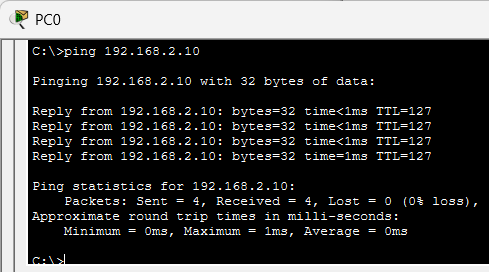 PC0
C:\>ping 192.168.2.10
Pinging 192.168.2.10 with 32 bytes of data:
Reply from 192.168.2.10: bytes=32 time<1ms TTL=127
Reply from 192.168.2.10: bytes=32 time<1ms TTL=127
Reply from 192.168.2.10: bytes=32 time<1ms TTL=127
Reply from 192.168.2.10: bytes=32 time=1ms TTL=127
Ping statistics for 192.168.2.10:
    Packets: Sent = 4, Received = 4, Lost = 0 (0% loss),
Approximate round trip times in milli-seconds:
    Minimum = 0ms, Maximum = 1ms, Average = 0ms
C:\>